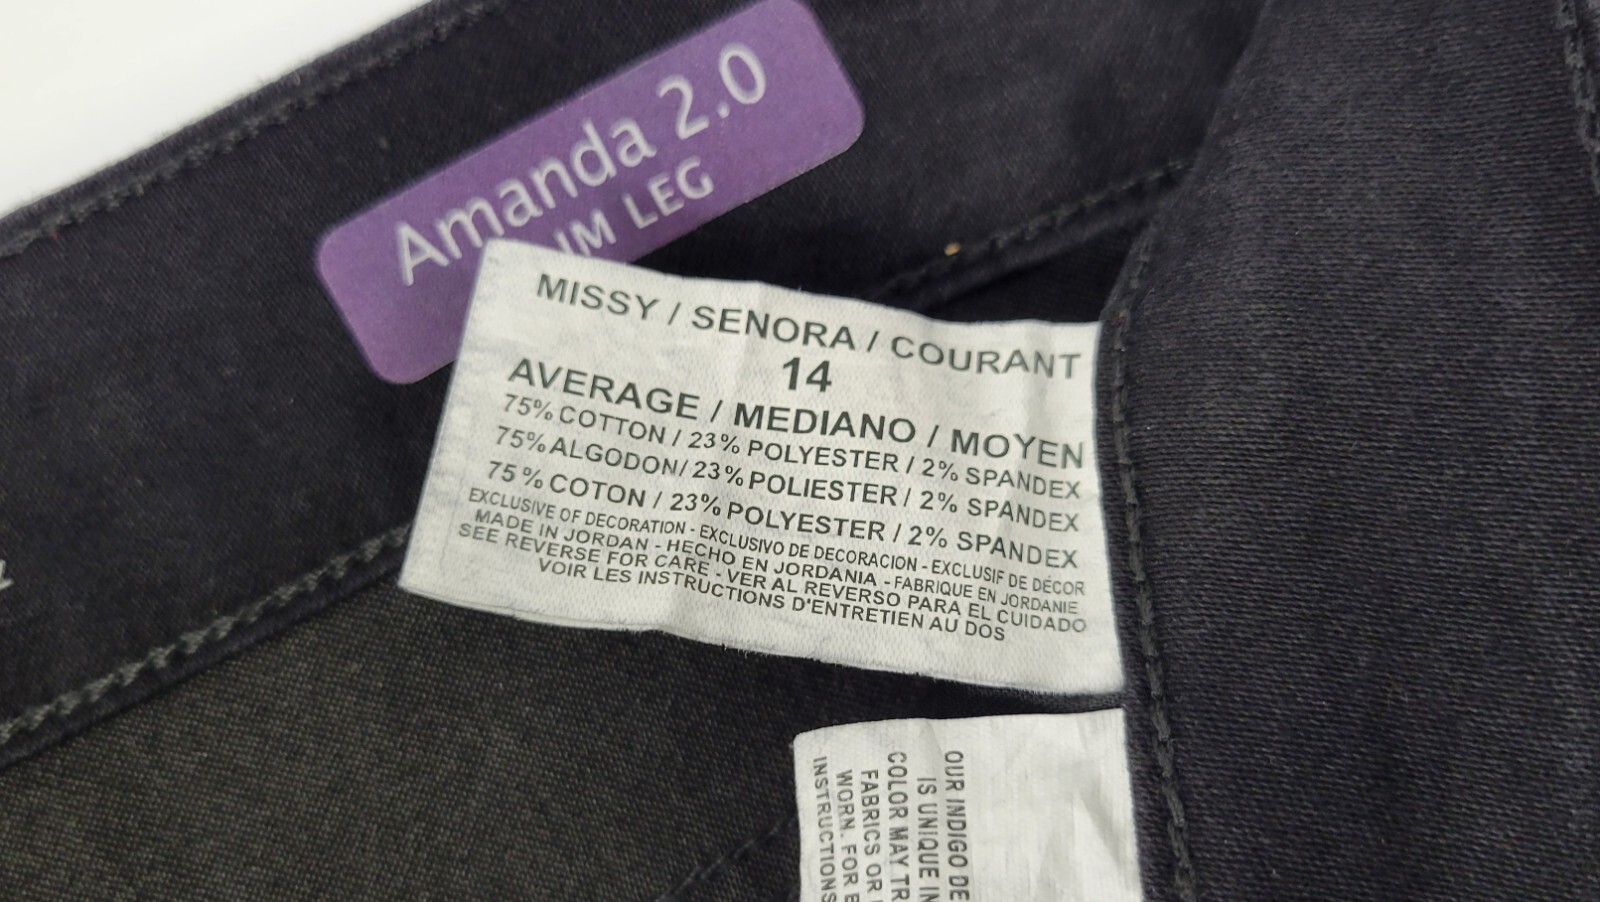 Amanda 2.0
LEG
MISSY / SENORA / COURANT
14
AVERAGE / MEDIANO / MOYEN
75% COTTON / 23% POLYESTER / 2% SPANDEX
75% ALGODON/ 23% POLIESTER / 2% SPANDEX
75% COTON / 23% POLYESTER / 2% SPANDEX
EXCLUSIVE OF DECORATION - EXCLUSIVO DE DECORACION - EXCLUSIF DE DÉCOR
MADE IN JORDAN - HECHO EN JORDANIA - FABRIQUE EN JORDANIE
SEE REVERSE FOR CARE - VER AL REVERSO PARA EL CUIDADO
VOIR LES INSTRUCTIONS D'ENTRETIEN AU DOS
OUR INDIGO DE
IS UNIQUE IN
COLOR MAY TR
FABRICS OR
WORN. FOR
INSTRUCTIONS